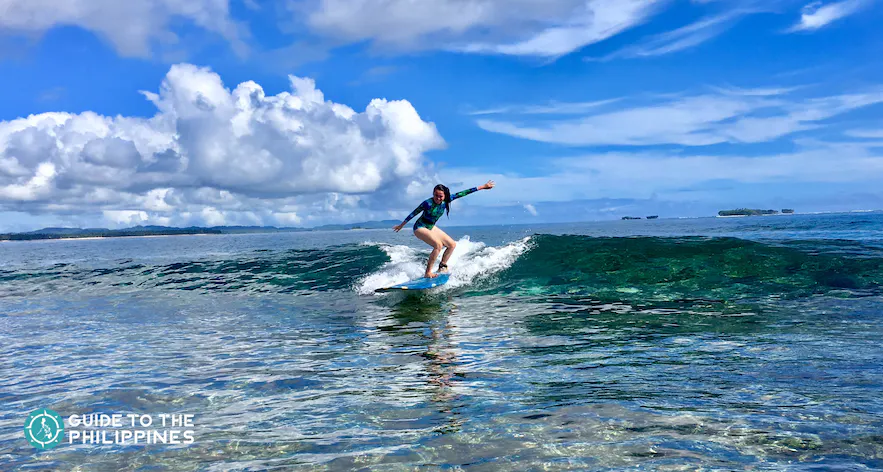 GUIDE TO THE
PHILIPPINES